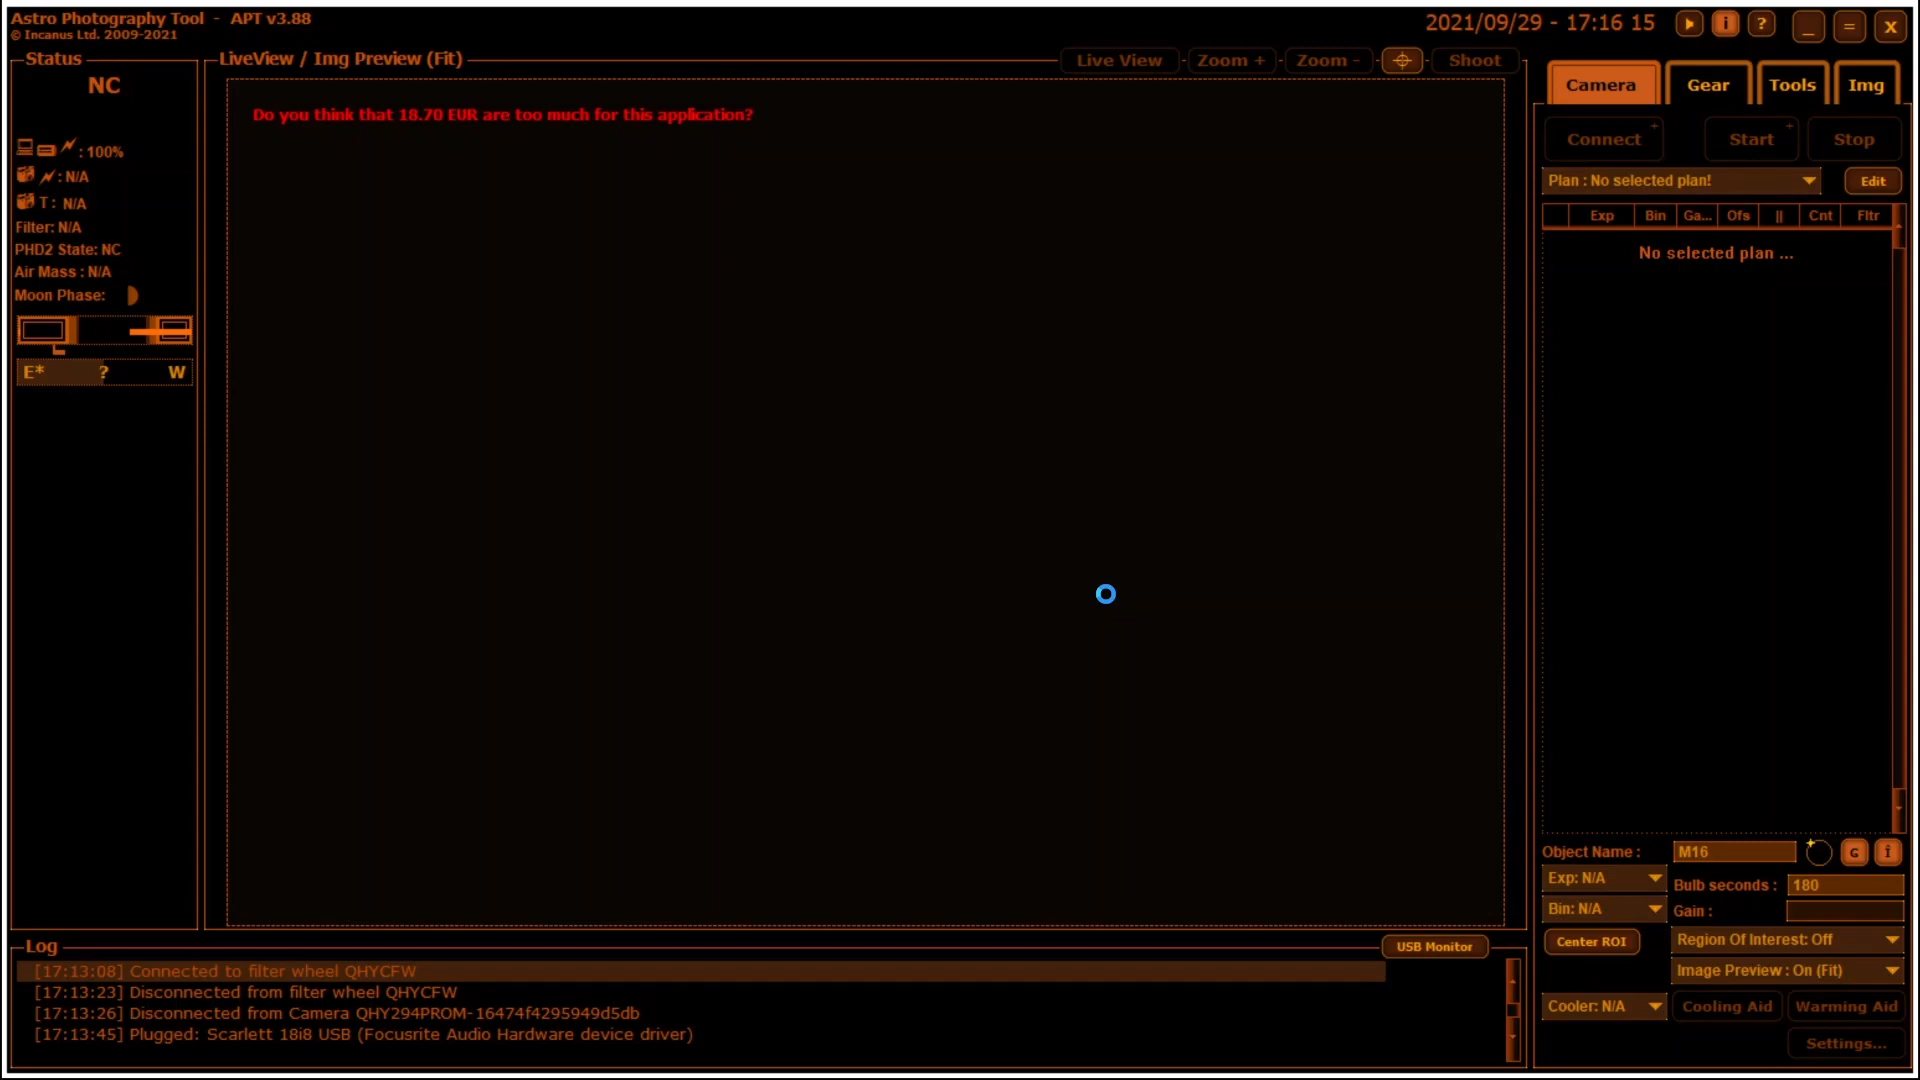 Astro Photography Tool - APT v3.88
© Incanus Ltd. 2009-2021
2021/09/29 - 17:16 15
i
?
_
=
X
Status
NC
: 100%
: N/A
T : N/A
Filter: N/A
PHD2 State: NC
Air Mass : N/A
Moon Phase:
E* ? W
LiveView / Img Preview (Fit)
Live View
Zoom +
Zoom -
Shoot
Do you think that 18.70 EUR are too much for this application?
Camera
Gear
Tools
Img
Connect +
Start +
Stop
Plan : No selected plan!
Edit
Exp Bin Ga... Ofs || Cnt Fltr
No selected plan ...
Object Name : M16
G
Exp: N/A
Bulb seconds : 180
Bin: N/A
Gain :
Center ROI
Region Of Interest: Off
Image Preview : On (Fit)
Cooler: N/A
Cooling Aid
Warming Aid
Settings...
Log
USB Monitor
[17:13:08] Connected to filter wheel QHYCFW
[17:13:23] Disconnected from filter wheel QHYCFW
[17:13:26] Disconnected from Camera QHY294PROM-16474f4295949d5db
[17:13:45] Plugged: Scarlett 18i8 USB (Focusrite Audio Hardware device driver)